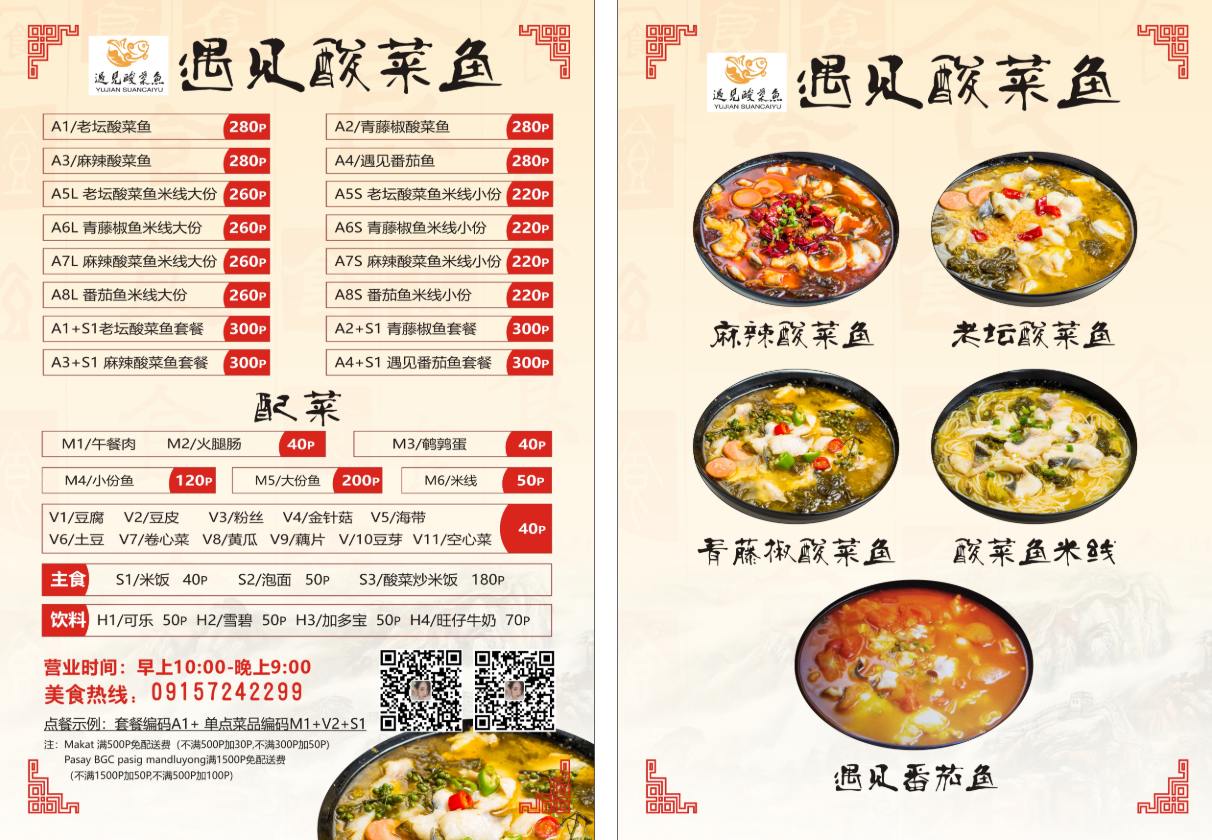 遇见酸菜鱼
YUJIAN SUANCAIYU
遇见酸菜鱼
A1/老坛酸菜鱼 280P
A2/青藤椒酸菜鱼 280P
A3/麻辣酸菜鱼 280P
A4/遇见番茄鱼 280P
A5L 老坛酸菜鱼米线大份 260P
A5S 老坛酸菜鱼米线小份 220P
A6L 青藤椒鱼米线大份 260P
A6S 青藤椒鱼米线小份 220P
A7L 麻辣酸菜鱼米线大份 260P
A7S 麻辣酸菜鱼米线小份 220P
A8L 番茄鱼米线大份 260P
A8S 番茄鱼米线小份 220P
A1+S1老坛酸菜鱼套餐 300P
A2+S1 青藤椒鱼套餐 300P
A3+S1 麻辣酸菜鱼套餐 300P
A4+S1 遇见番茄鱼套餐 300P
配菜
M1/午餐肉 M2/火腿肠 40P
M3/鹌鹑蛋 40P
M4/小份鱼 120P
M5/大份鱼 200P
M6/米线 50P
V1/豆腐 V2/豆皮 V3/粉丝 V4/金针菇 V5/海带
V6/土豆 V7/卷心菜 V8/黄瓜 V9/藕片 V/10豆芽 V11/空心菜
40P
主食 S1/米饭 40P S2/泡面 50P S3/酸菜炒米饭 180P
饮料 H1/可乐 50P H2/雪碧 50P H3/加多宝 50P H4/旺仔牛奶 70P
营业时间：早上10:00-晚上9:00
美食热线：09157242299
点餐示例：套餐编码A1+ 单点菜品编码M1+V2+S1
注：Makat 满500P免配送费（不满500P加30P,不满300P加50P)
Pasay BGC pasig mandluyong满1500P免配送费
（不满1500P加50P,不满500P加100P)
遇见酸菜鱼
YUJIAN SUANCAIYU
遇见酸菜鱼
麻辣酸菜鱼
老坛酸菜鱼
青藤椒酸菜鱼
酸菜鱼米线
遇见番茄鱼